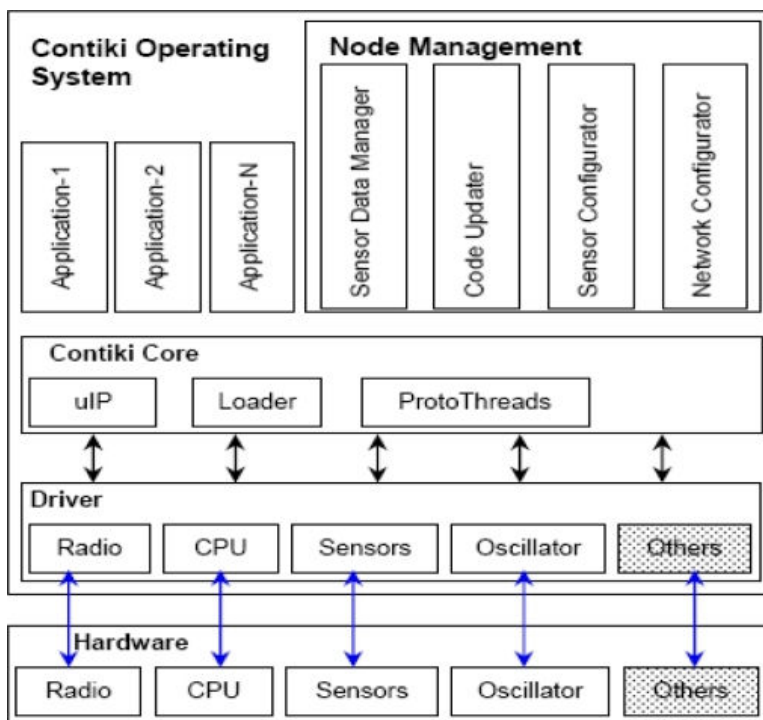 Contiki Operating
System
Node Management
Application-1
Application-2
Application-N
Sensor Data Manager
Code Updater
Sensor Configurator
Network Configurator
Contiki Core
uIP
Loader
ProtoThreads
Driver
Radio
CPU
Sensors
Oscillator
Others
Hardware
Radio
CPU
Sensors
Oscillator
Others